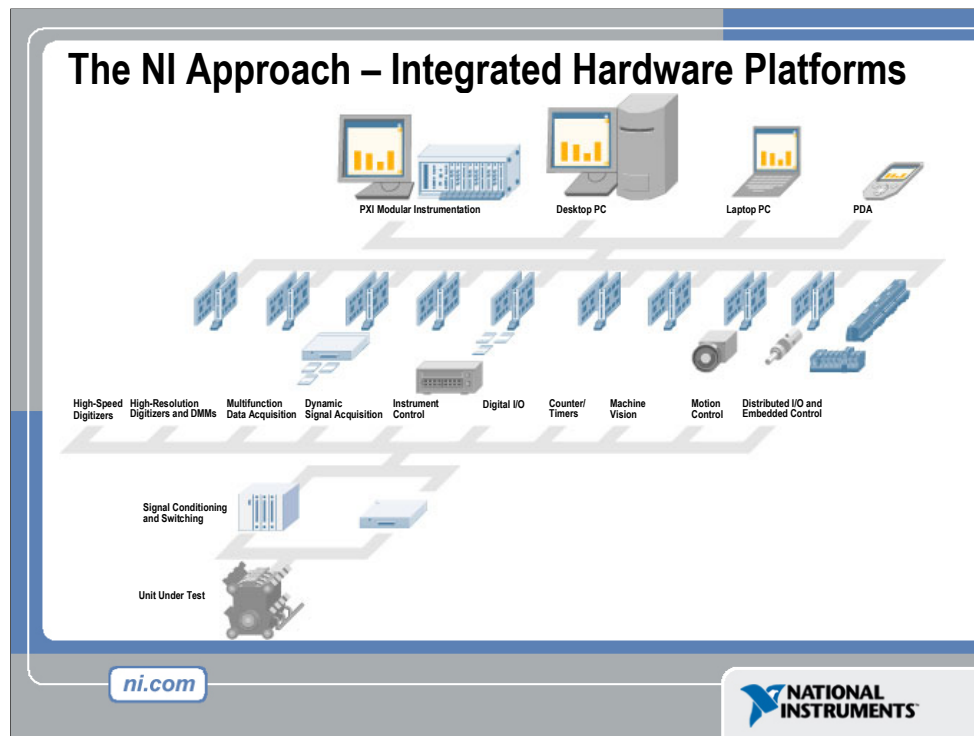 The NI Approach – Integrated Hardware Platforms
PXI Modular Instrumentation
Desktop PC
Laptop PC
PDA
High-Speed
Digitizers
High-Resolution
Digitizers and DMMs
Multifunction
Data Acquisition
Dynamic
Signal Acquisition
Instrument
Control
Digital I/O
Counter/
Timers
Machine
Vision
Motion
Control
Distributed I/O and
Embedded Control
Signal Conditioning
and Switching
Unit Under Test
ni.com
NATIONAL
INSTRUMENTS